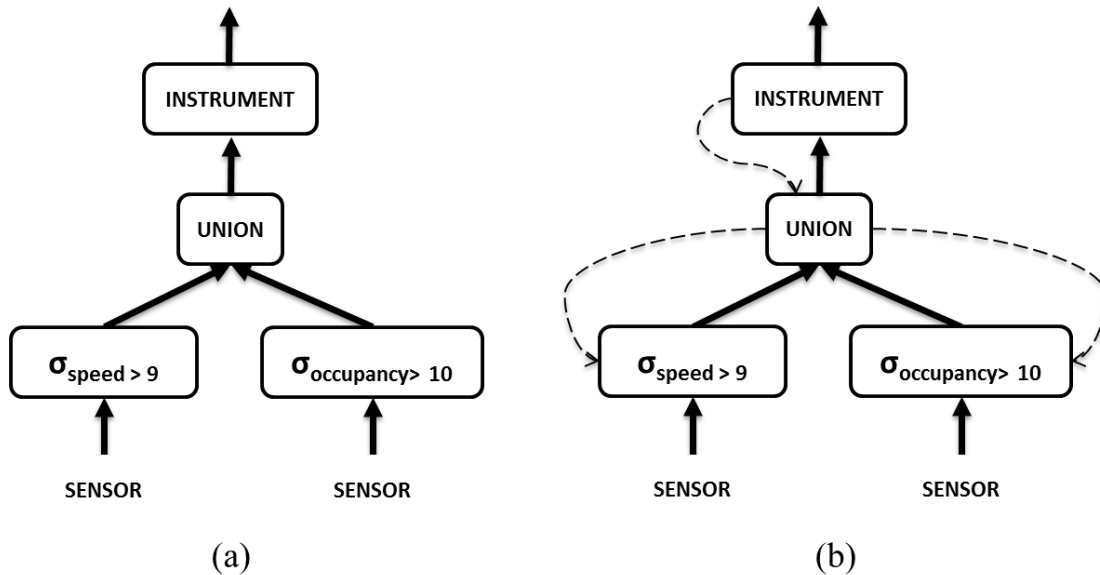 INSTRUMENT
UNION
σspeed > 9
σoccupancy> 10
SENSOR
SENSOR
(a)
INSTRUMENT
UNION
σspeed > 9
σoccupancy> 10
SENSOR
SENSOR
(b)